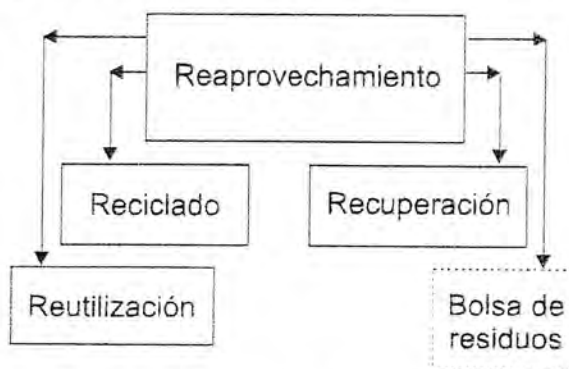 Reaprovechamiento
Reciclado
Recuperación
Reutilización
Bolsa de
residuos